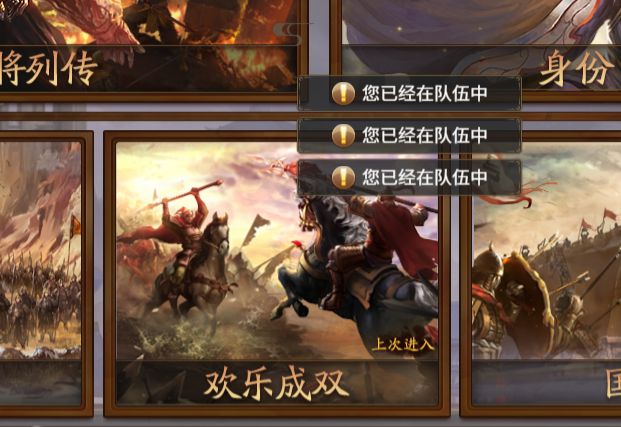 将列传
身份
您已经在队伍中
您已经在队伍中
您已经在队伍中
上次进入
欢乐成双
国